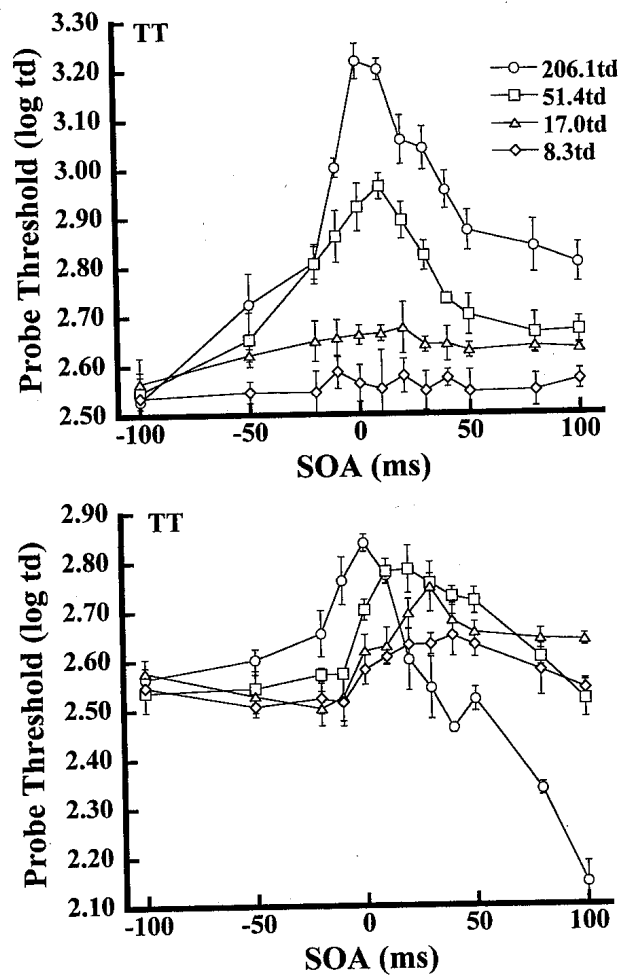 TT
3.30
3.20
3.10
3.00
2.90
2.80
2.70
2.60
2.50
Probe Threshold (log td)
206.1td
51.4td
17.0td
8.3td
-100
-50
0
50
100
SOA (ms)
TT
2.90
2.80
2.70
2.60
2.50
2.40
2.30
2.20
2.10
Probe Threshold (log td)
-100
-50
0
50
100
SOA (ms)